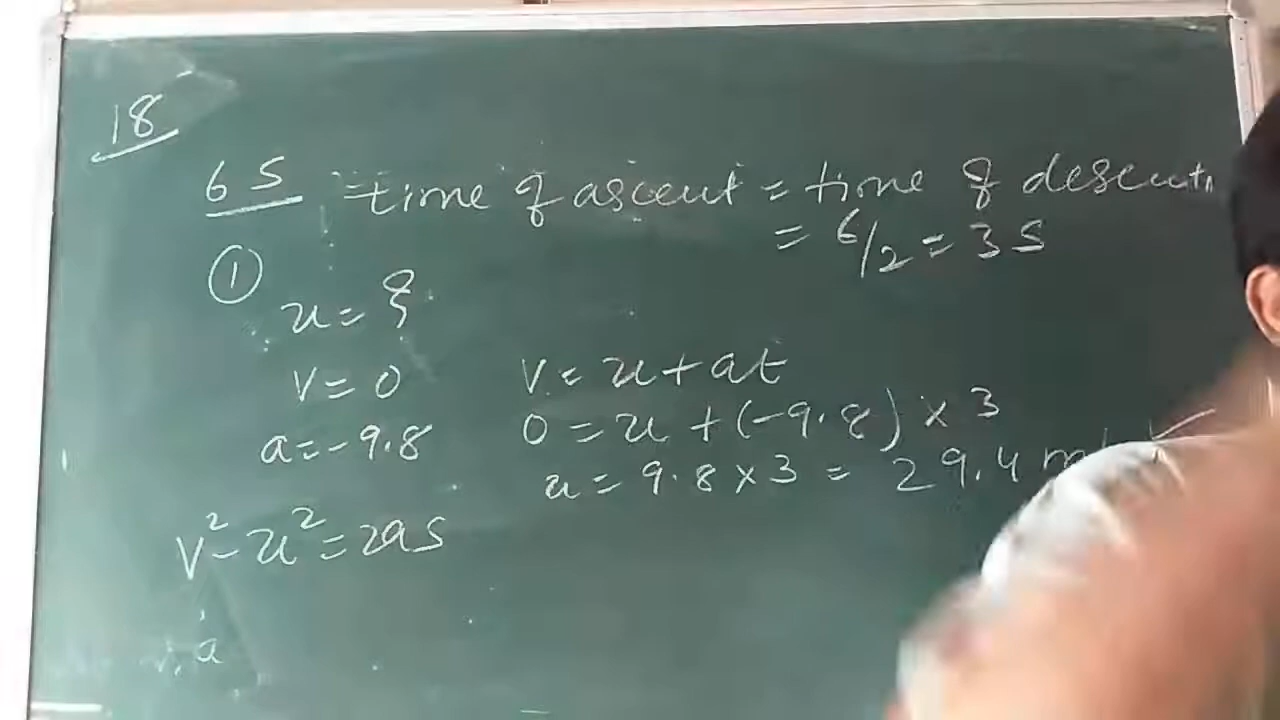 18
6 S = time of ascent = time of descent
= 6/2 = 3 S
①
u = ?
V = 0
V = u + at
a = -9.8
0 = u + (-9.8) × 3
u = 9.8 × 3 = 29.4 m
V² - u² = 2as
a